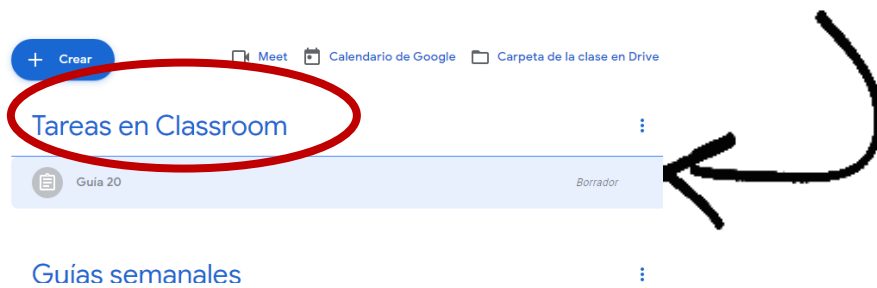 Crear Meet Calendario de Google Carpeta de la clase en Drive
Tareas en Classroom
Guía 20 Borrador
Guías semanales